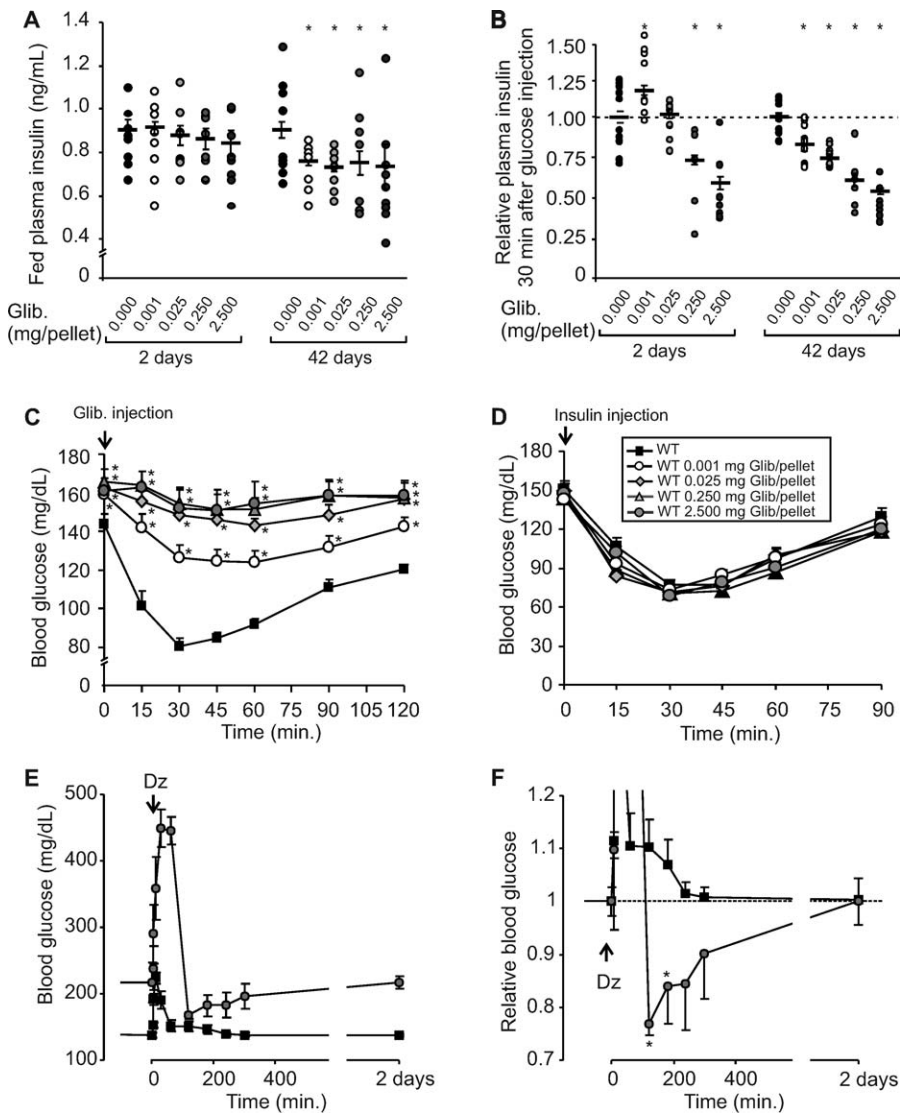 A
Fed plasma insulin (ng/mL)
1.4
1.2
1.0
0.8
0.6
0.4
0
* * * *
Glib.
(mg/pellet)
0.000 0.001 0.025 0.250 2.500 0.000 0.001 0.025 0.250 2.500
2 days 42 days
B
Relative plasma insulin
30 min after glucose injection
1.50
1.25
1.00
0.75
0.50
0.25
0
* * * * * * *
Glib.
(mg/pellet)
0.000 0.001 0.025 0.250 2.500 0.000 0.001 0.025 0.250 2.500
2 days 42 days
C
Glib. injection
Blood glucose (mg/dL)
180
160
140
120
100
80
0
0 15 30 45 60 75 90 105 120
Time (min.)
D
Insulin injection
WT
WT 0.001 mg Glib/pellet
WT 0.025 mg Glib/pellet
WT 0.250 mg Glib/pellet
WT 2.500 mg Glib/pellet
Blood glucose (mg/dL)
180
150
120
90
60
30
0
0 15 30 45 60 75 90
Time (min.)
E
Dz
Blood glucose (mg/dL)
500
400
300
200
100
0 200 400 2 days
Time (min.)
F
Relative blood glucose
1.2
1.1
1
0.9
0.8
0.7
Dz
*
*
0 200 400 2 days
Time (min.)